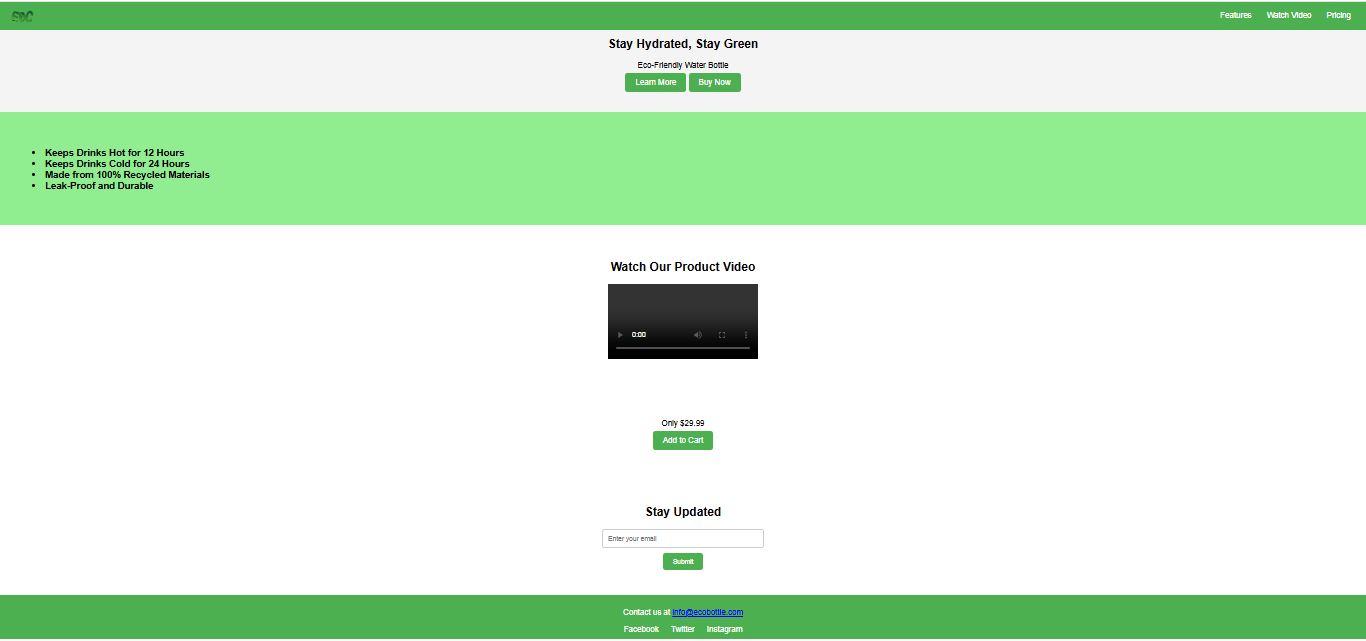 SDC
Features Watch Video Pricing
Stay Hydrated, Stay Green
Eco-Friendly Water Bottle
Learn More Buy Now
Keeps Drinks Hot for 12 Hours
Keeps Drinks Cold for 24 Hours
Made from 100% Recycled Materials
Leak-Proof and Durable
Watch Our Product Video
0:00
Only $29.99
Add to Cart
Stay Updated
Enter your email
Submit
Contact us at info@ecobottle.com
Facebook Twitter Instagram